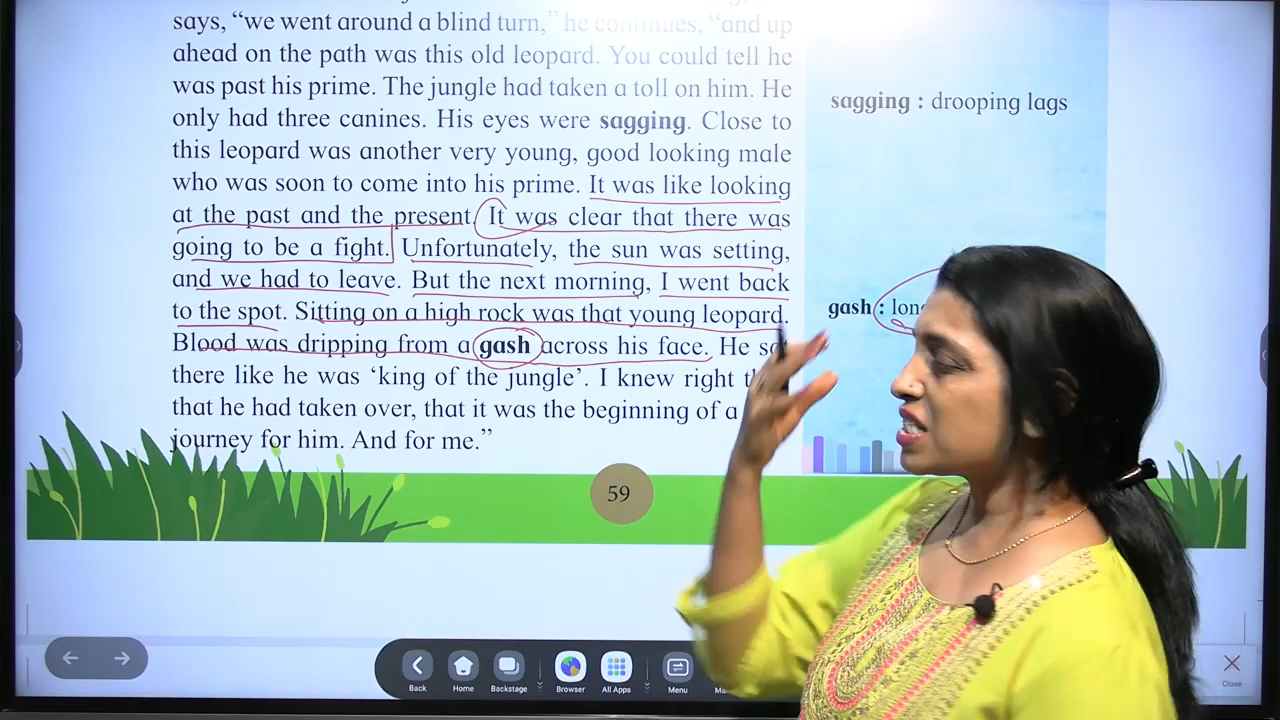 says, “we went around a blind turn,” he continues, “and up
ahead on the path was this old leopard. You could tell he
was past his prime. The jungle had taken a toll on him. He
only had three canines. His eyes were sagging. Close to
this leopard was another very young, good looking male
who was soon to come into his prime. It was like looking
at the past and the present. It was clear that there was
going to be a fight. Unfortunately, the sun was setting,
and we had to leave. But the next morning, I went back
to the spot. Sitting on a high rock was that young leopard.
Blood was dripping from a gash across his face. He
there like he was ‘king of the jungle’. I knew right
that he had taken over, that it was the beginning of a
journey for him. And for me.”
sagging : drooping lags
gash :
59
Back
Home
Backstage
Browser
All Apps
Menu
Close